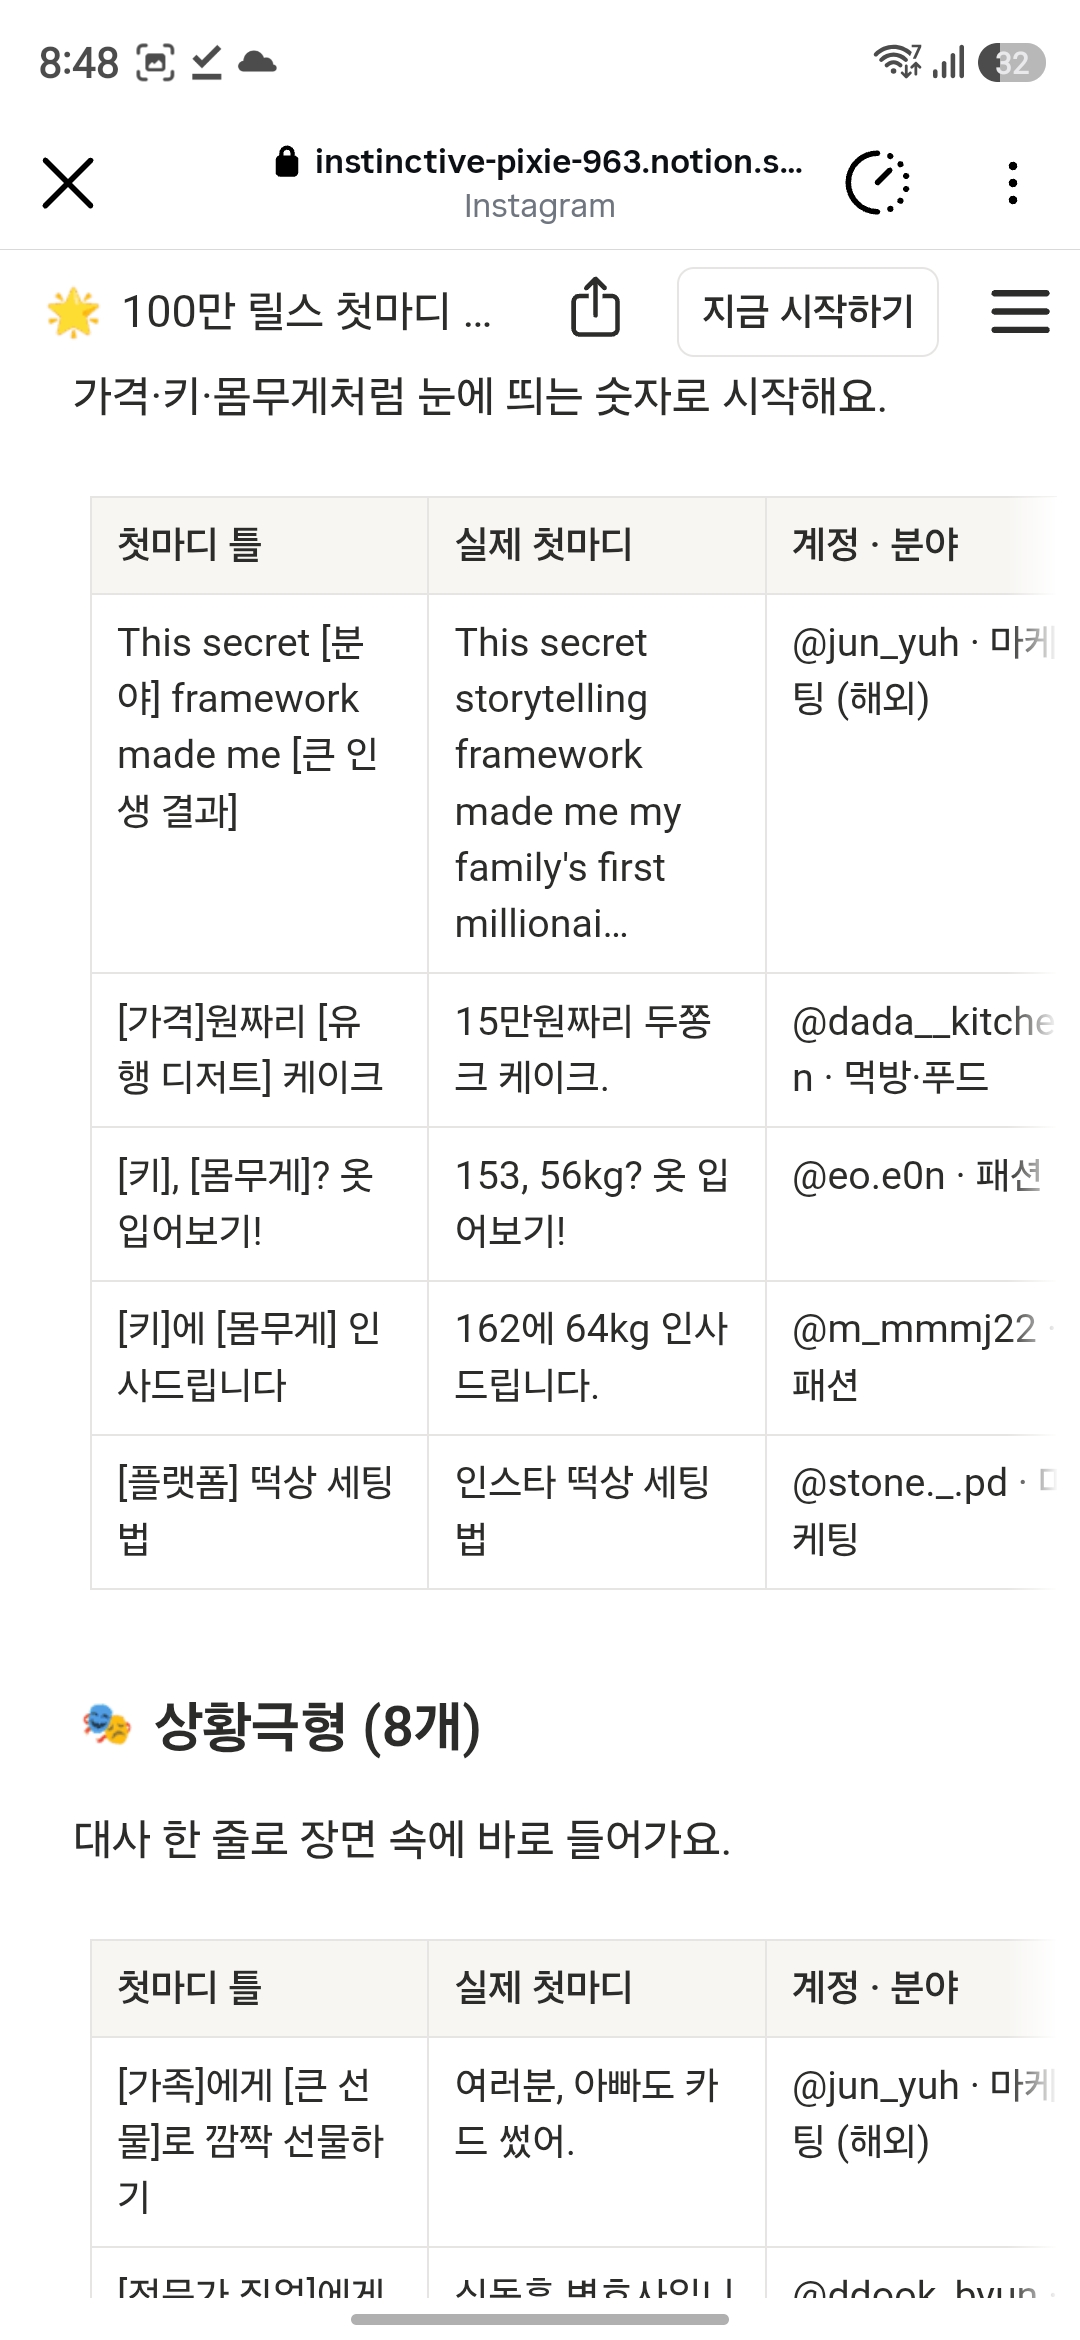 8:48
7
32
instinctive-pixie-963.notion.s...
Instagram
100만 릴스 첫마디 ...
지금 시작하기
가격·키·몸무게처럼 눈에 띄는 숫자로 시작해요.
첫마디 틀
실제 첫마디
계정 · 분야
This secret [분
야] framework
made me [큰 인
생 결과]
This secret
storytelling
framework
made me my
family's first
millionai...
@jun_yuh · 마케
팅 (해외)
[가격]원짜리 [유
행 디저트] 케이크
15만원짜리 두쫑
크 케이크.
@dada__kitche
n · 먹방·푸드
[키], [몸무게]? 옷
입어보기!
153, 56kg? 옷 입
어보기!
@eo.e0n · 패션
[키]에 [몸무게] 인
사드립니다
162에 64kg 인사
드립니다.
@m_mmmj22 ·
패션
[플랫폼] 떡상 세팅
법
인스타 떡상 세팅
법
@stone._.pd ·
케팅
상황극형 (8개)
대사 한 줄로 장면 속에 바로 들어가요.
첫마디 틀
실제 첫마디
계정 · 분야
[가족]에게 [큰 선
물]로 깜짝 선물하
기
여러분, 아빠도 카
드 썼어.
@jun_yuh · 마케
팅 (해외)
[전문가 직업]에게
@ddook_byun ·